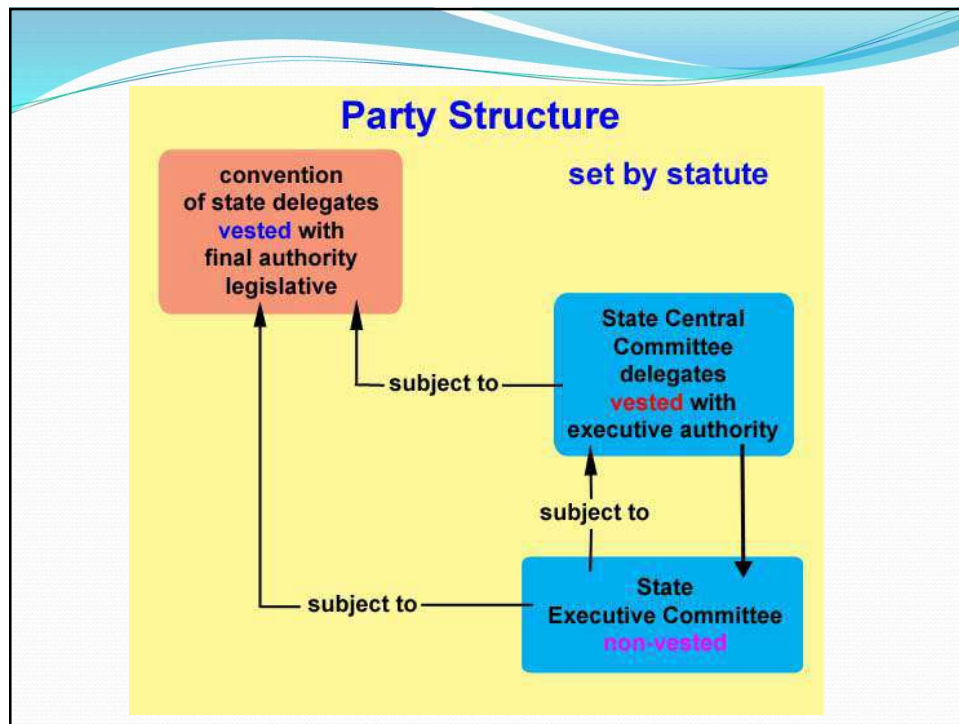 Party Structure
set by statute
convention
of state delegates
vested with
final authority
legislative
State Central
Committee
delegates
vested with
executive authority
subject to
subject to
subject to
State
Executive Committee
non-vested